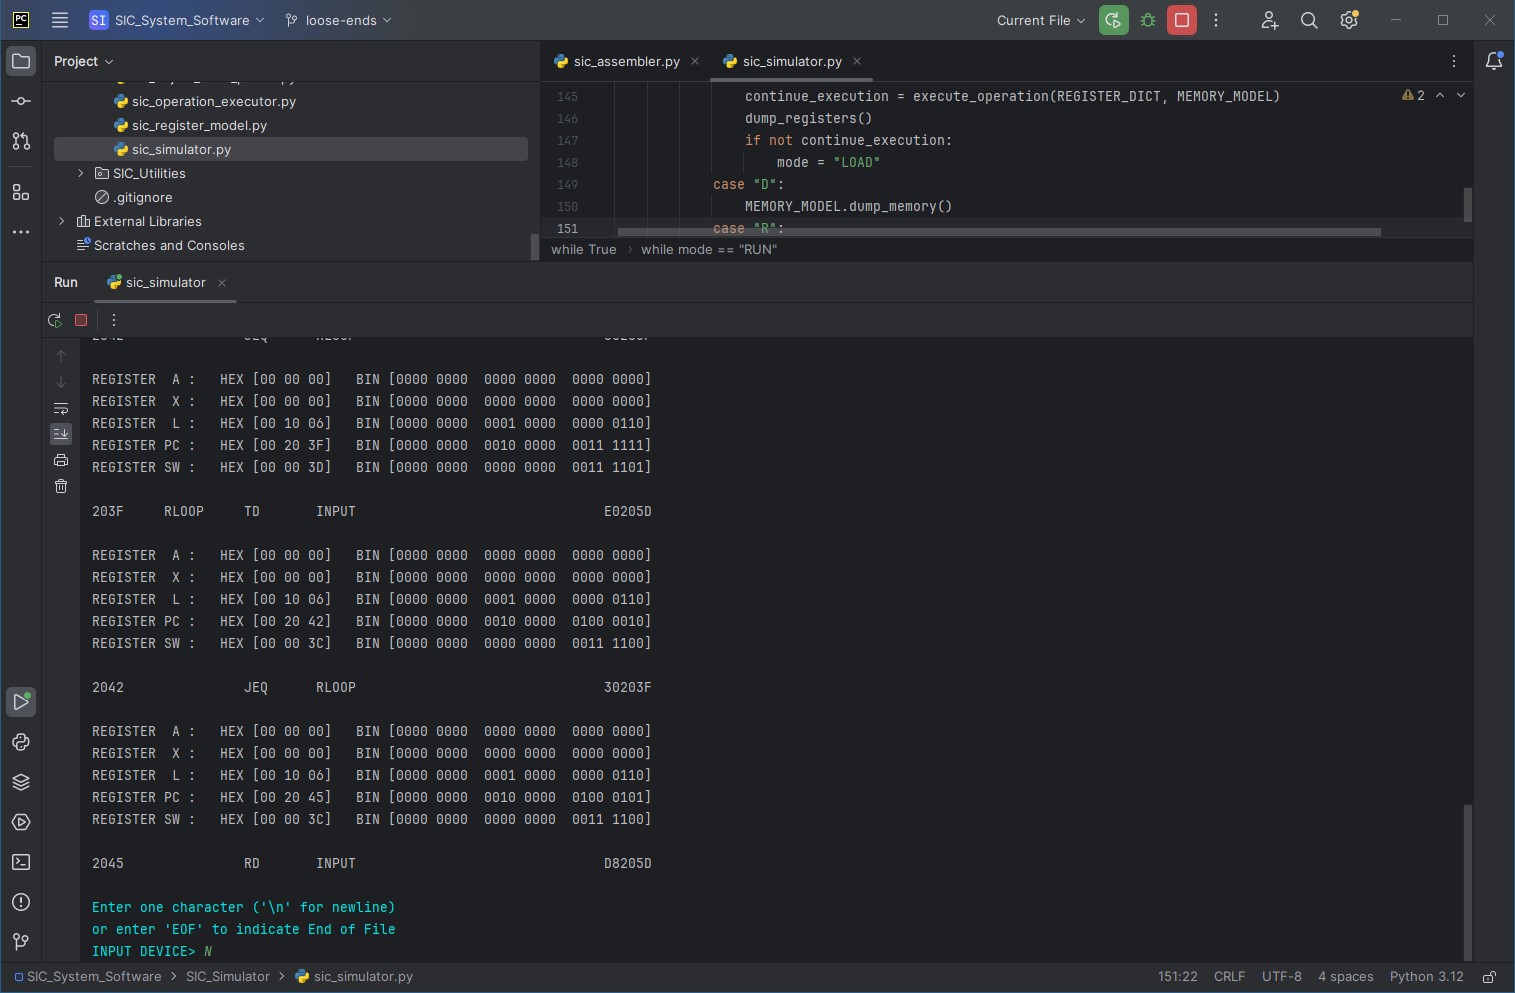 PC SI SIC_System_Software loose-ends Current File
Project
sic_operation_executor.py
sic_register_model.py
sic_simulator.py
SIC_Utilities
.gitignore
External Libraries
Scratches and Consoles
sic_assembler.py sic_simulator.py
145 continue_execution = execute_operation(REGISTER_DICT, MEMORY_MODEL) 2
146 dump_registers()
147 if not continue_execution:
148 mode = "LOAD"
149 case "D":
150 MEMORY_MODEL.dump_memory()
151 case "R":
while True > while mode == "RUN"
Run sic_simulator
REGISTER  A :   HEX [00 00 00]   BIN [0000 0000  0000 0000  0000 0000]
REGISTER  X :   HEX [00 00 00]   BIN [0000 0000  0000 0000  0000 0000]
REGISTER  L :   HEX [00 10 06]   BIN [0000 0000  0001 0000  0000 0110]
REGISTER PC :   HEX [00 20 3F]   BIN [0000 0000  0010 0000  0011 1111]
REGISTER SW :   HEX [00 00 3D]   BIN [0000 0000  0000 0000  0011 1101]
203F     RLOOP     TD       INPUT                               E0205D
REGISTER  A :   HEX [00 00 00]   BIN [0000 0000  0000 0000  0000 0000]
REGISTER  X :   HEX [00 00 00]   BIN [0000 0000  0000 0000  0000 0000]
REGISTER  L :   HEX [00 10 06]   BIN [0000 0000  0001 0000  0000 0110]
REGISTER PC :   HEX [00 20 42]   BIN [0000 0000  0010 0000  0100 0010]
REGISTER SW :   HEX [00 00 3C]   BIN [0000 0000  0000 0000  0011 1100]
2042               JEQ      RLOOP                               30203F
REGISTER  A :   HEX [00 00 00]   BIN [0000 0000  0000 0000  0000 0000]
REGISTER  X :   HEX [00 00 00]   BIN [0000 0000  0000 0000  0000 0000]
REGISTER  L :   HEX [00 10 06]   BIN [0000 0000  0001 0000  0000 0110]
REGISTER PC :   HEX [00 20 45]   BIN [0000 0000  0010 0000  0100 0101]
REGISTER SW :   HEX [00 00 3C]   BIN [0000 0000  0000 0000  0011 1100]
2045               RD       INPUT                               D8205D
Enter one character ('\n' for newline)
or enter 'EOF' to indicate End of File
INPUT DEVICE> N
SIC_System_Software > SIC_Simulator > sic_simulator.py 151:22 CRLF UTF-8 4 spaces Python 3.12